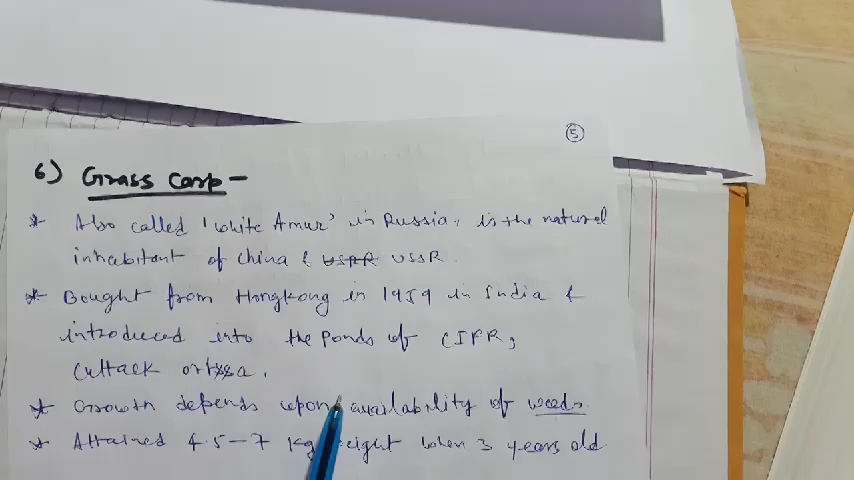 5
6) Grass Carp -
* Also called 'White Amur' in Russia, is the natural
inhabitant of China & USSR USSR.
* Bought from Hongkong in 1959 in India &
introduced into the ponds of CIFR,
Cuttack orissa.
* Growth depends upon availability of weeds.
* Attained 4.5-7 Kg weight when 3 years old.